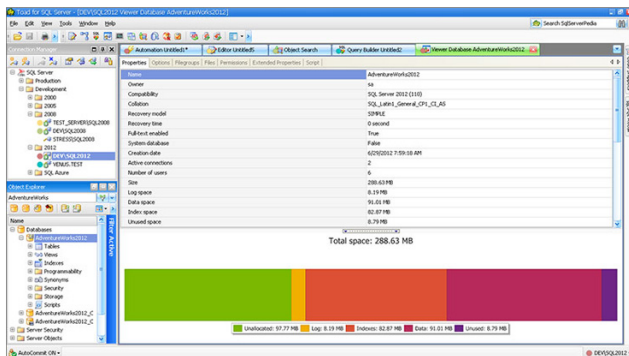 Toad for SQL Server - [DEV\SQL2012 Viewer Database AdventureWorks2012]
File Edit View Tools Window Help
Search SqlServerPedia
Connection Manager
SQL Server
Production
Development
2000
2005
2008
TEST_SERVER\SQL2008
DEV\SQL2008
STRESS\SQL2008
2012
DEV\SQL2012
VENUS.TEST
SQL Azure
Object Explorer
AdventureWorks
Name
Databases
AdventureWorks2012
Tables
Views
Indexes
Programmability
Synonyms
Security
Storage
Scripts
AdventureWorks2012_C
AdventureWorks2012_C
Server Security
Server Objects
Filter Active
Automation Untitled1*
Editor Untitled5
Object Search
Query Builder Untitled2
Viewer Database AdventureWorks2012
Properties Options Filegroups Files Permissions Extended Properties Script
Name AdventureWorks2012
Owner sa
Compatibility SQL Server 2012 (110)
Collation SQL_Latin1_General_CP1_CI_AS
Recovery model SIMPLE
Recovery time 0 second
Full-text enabled True
System database False
Creation date 6/29/2012 7:59:18 AM
Active connections 2
Number of users 6
Size 288.63 MB
Log space 8.19 MB
Data space 91.01 MB
Index space 82.87 MB
Unused space 8.79 MB
Total space: 288.63 MB
Unallocated: 97.77 MB Log: 8.19 MB Indexes: 82.87 MB Data: 91.01 MB Unused: 8.79 MB
AutoCommit ON
DEV\SQL2012